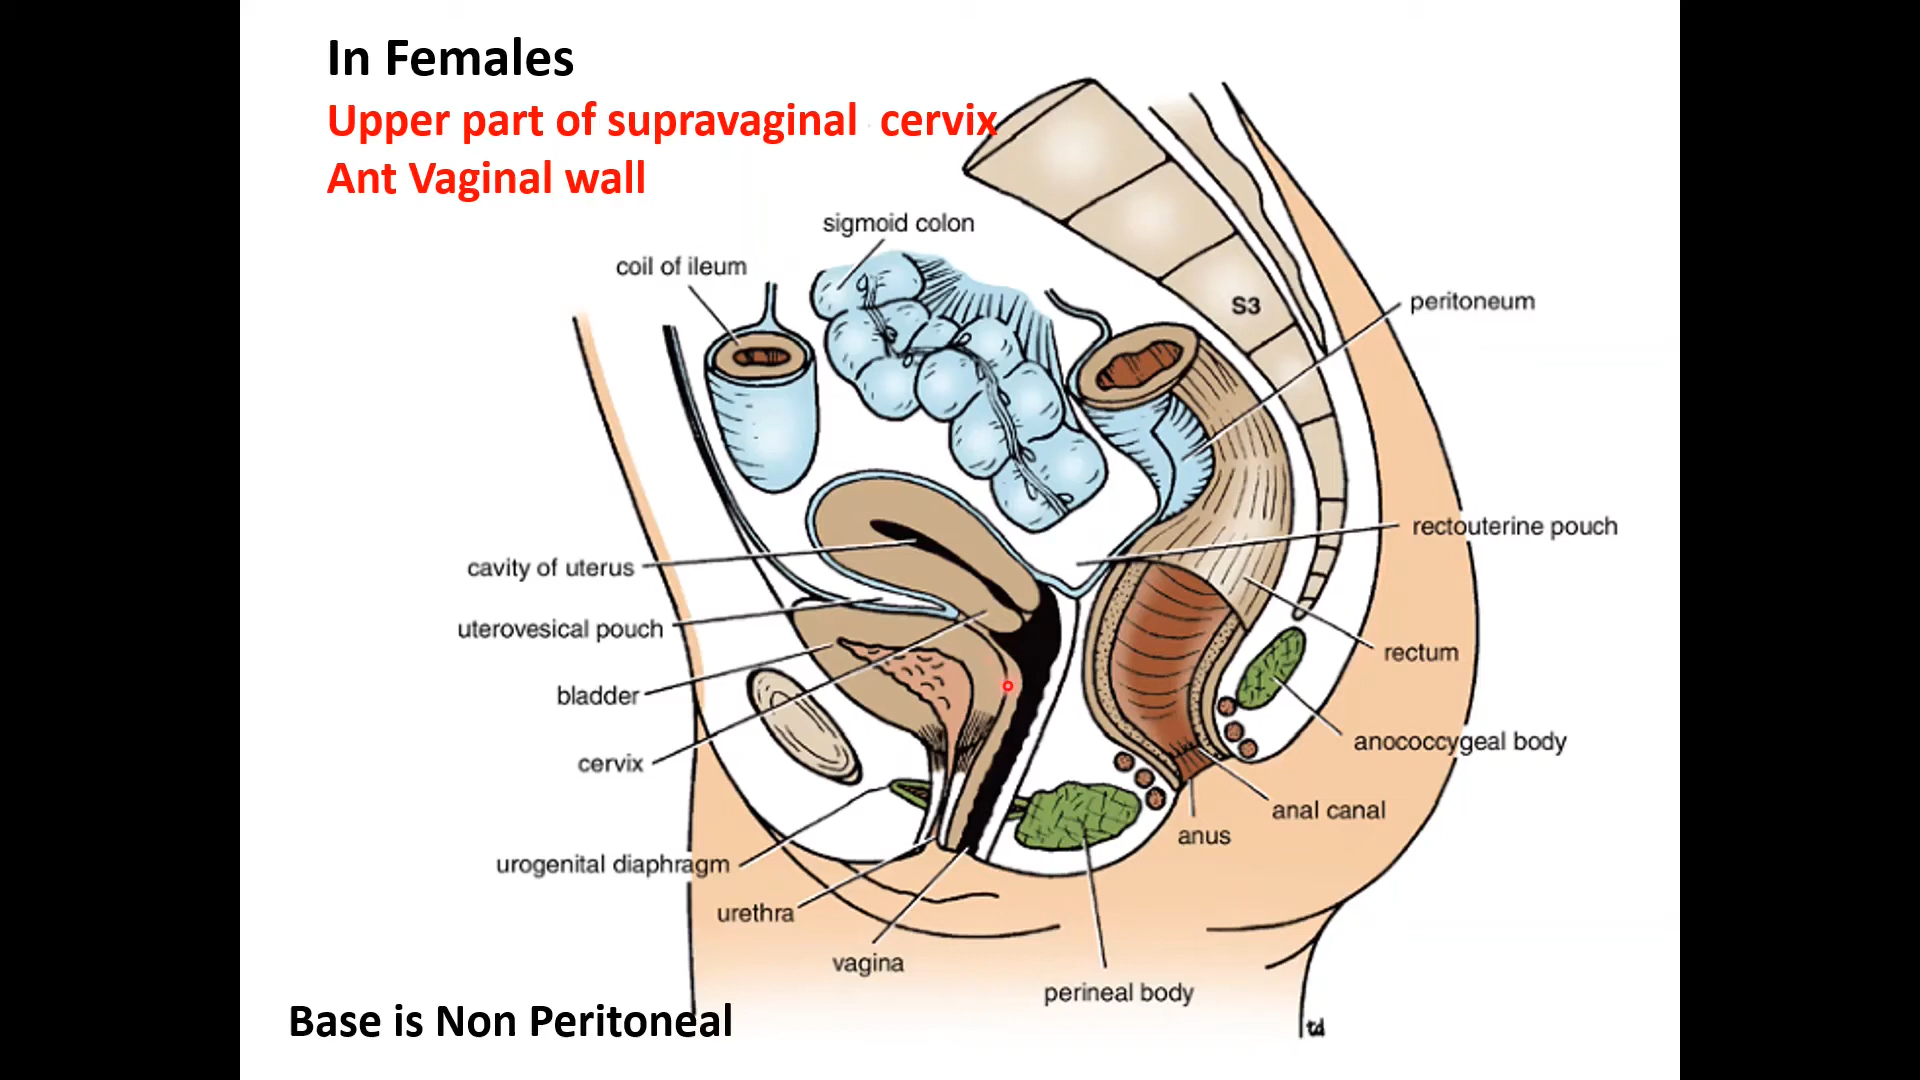 In Females
Upper part of supravaginal cervix
Ant Vaginal wall
sigmoid colon
coil of ileum
S3
peritoneum
rectouterine pouch
cavity of uterus
uterovesical pouch
rectum
bladder
anococcygeal body
cervix
anal canal
anus
urogenital diaphragm
urethra
vagina
perineal body
Base is Non Peritoneal
td